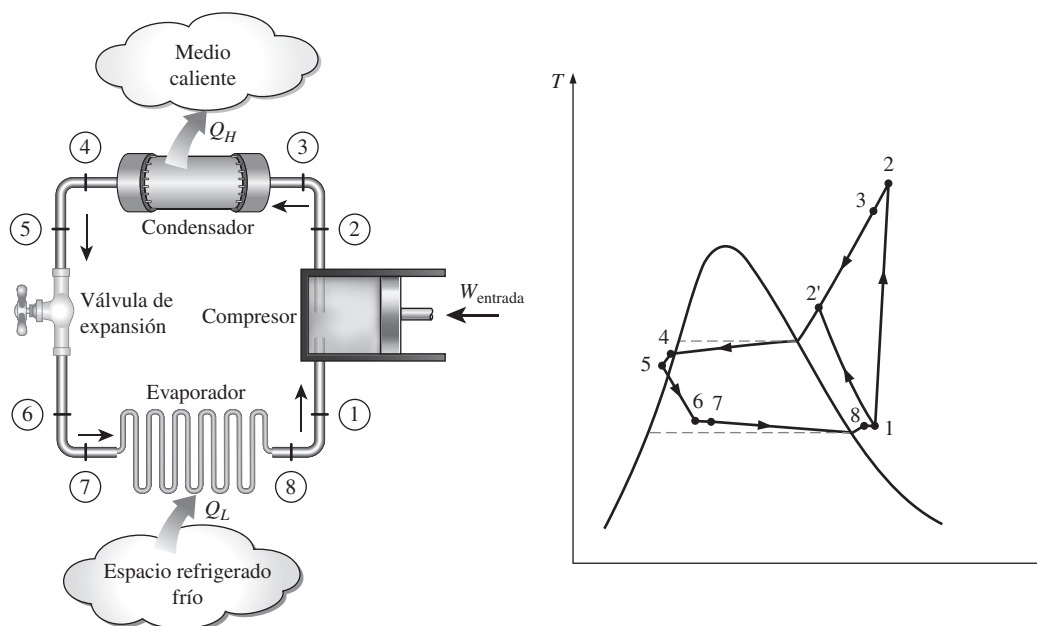 Medio
caliente
Q_H
4
3
Condensador
5
2
Válvula de
expansión
Compresor
W_entrada
Evaporador
6
1
7
8
Q_L
Espacio refrigerado
frío
T
2
3
2'
4
5
6
7
8
1